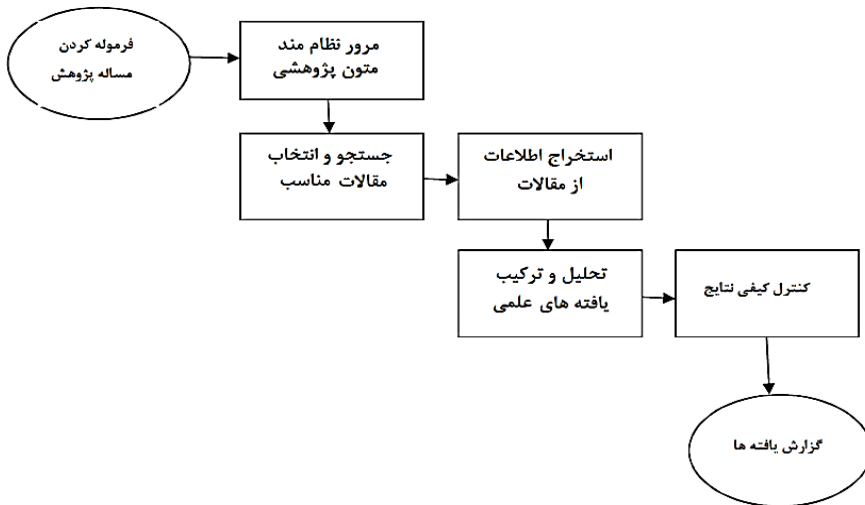 فرموله کردن
مساله پژوهش
مرور نظام مند
متون پژوهشی
جستجو و انتخاب
مقالات مناسب
استخراج اطلاعات
از مقالات
تحلیل و ترکیب
یافته های علمی
کنترل کیفی نتایج
گزارش یافته ها